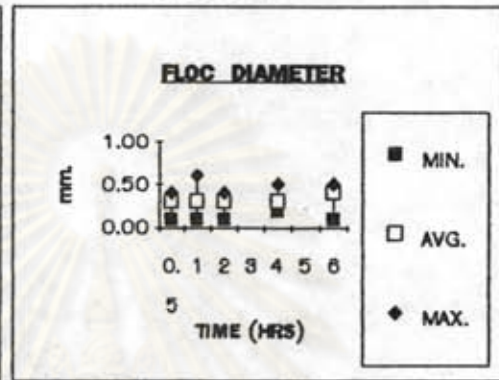 FLOC DIAMETER
1.00
0.50
0.00
mm.
0. 1 2 3 4 5 6
5
TIME (HRS)
MIN.
AVG.
MAX.